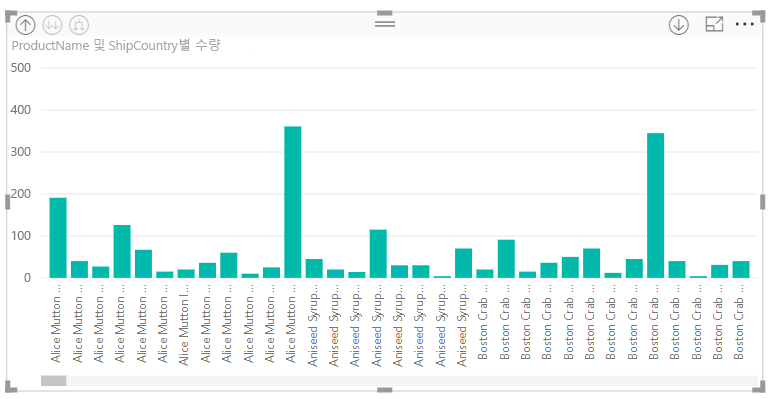 ProductName 및 ShipCountry별 수량
500
400
300
200
100
0
Alice Mutton ...
Alice Mutton ...
Alice Mutton ...
Alice Mutton ...
Alice Mutton ...
Alice Mutton ...
Alice Mutton I...
Alice Mutton ...
Alice Mutton ...
Alice Mutton ...
Alice Mutton ...
Alice Mutton ...
Aniseed Syrup...
Aniseed Syrup...
Aniseed Syrup...
Aniseed Syrup...
Aniseed Syrup...
Aniseed Syrup...
Aniseed Syrup...
Aniseed Syrup...
Boston Crab ...
Boston Crab ...
Boston Crab ...
Boston Crab ...
Boston Crab ...
Boston Crab ...
Boston Crab ...
Boston Crab ...
Boston Crab ...
Boston Crab ...
Boston Crab ...
Boston Crab ...
Boston Crab ...